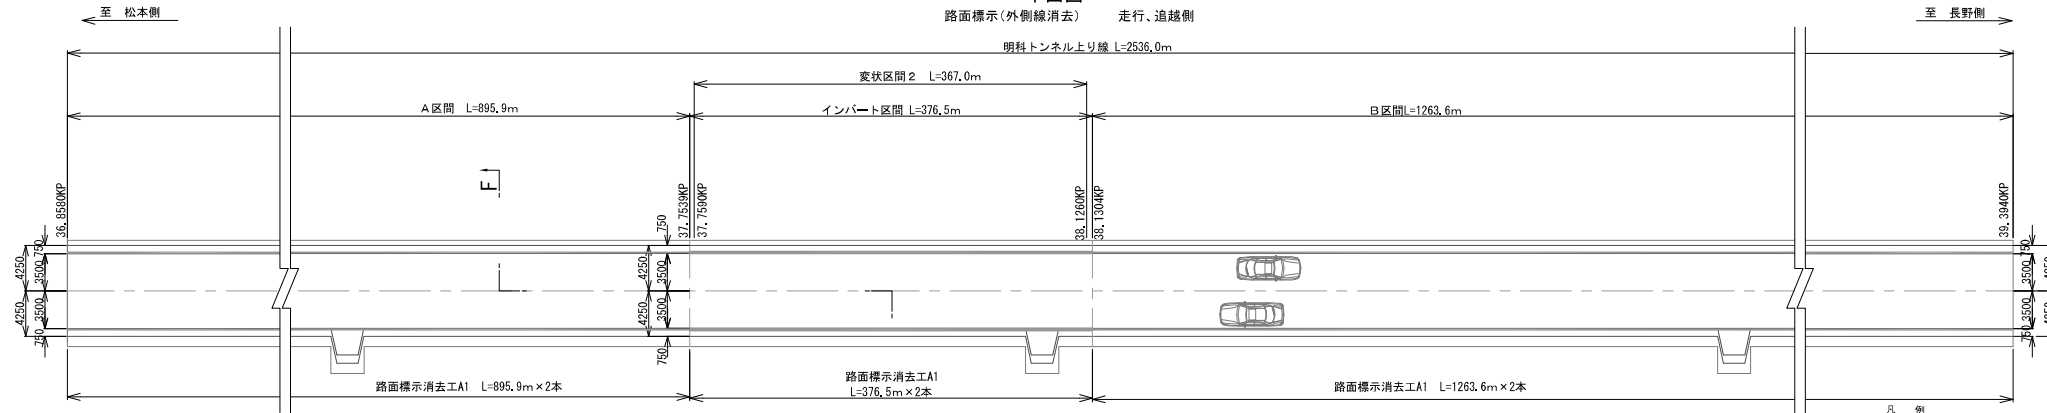 至 松本側
路面標示(外側線消去) 走行、追越側
至 長野側
明科トンネル上り線 L=2536.0m
変状区間2 L=367.0m
A区間 L=895.9m
インバート区間 L=376.5m
B区間L=1263.6m
F
36.8580KP
37.7539KP
37.7590KP
38.1260KP
38.1304KP
39.3940KP
750
4250
3500
3500
4250
750
750
4250
3500
3500
4250
750
750
3500
3500
750
路面標示消去工A1 L=895.9m×2本
路面標示消去工A1
L=376.5m×2本
路面標示消去工A1 L=1263.6m×2本
凡 例